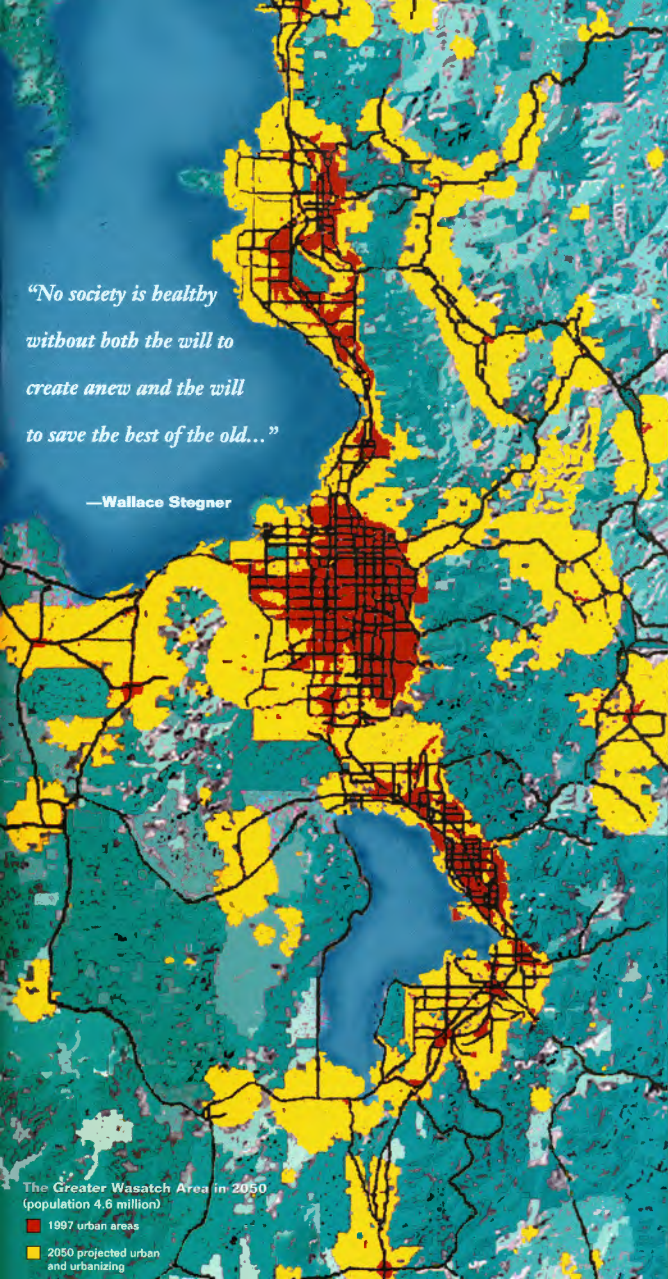 “No society is healthy
without both the will to
create anew and the will
to save the best of the old...”
—Wallace Stegner
The Greater Wasatch Area in 2050
(population 4.6 million)
1997 urban areas
2050 projected urban
and urbanizing